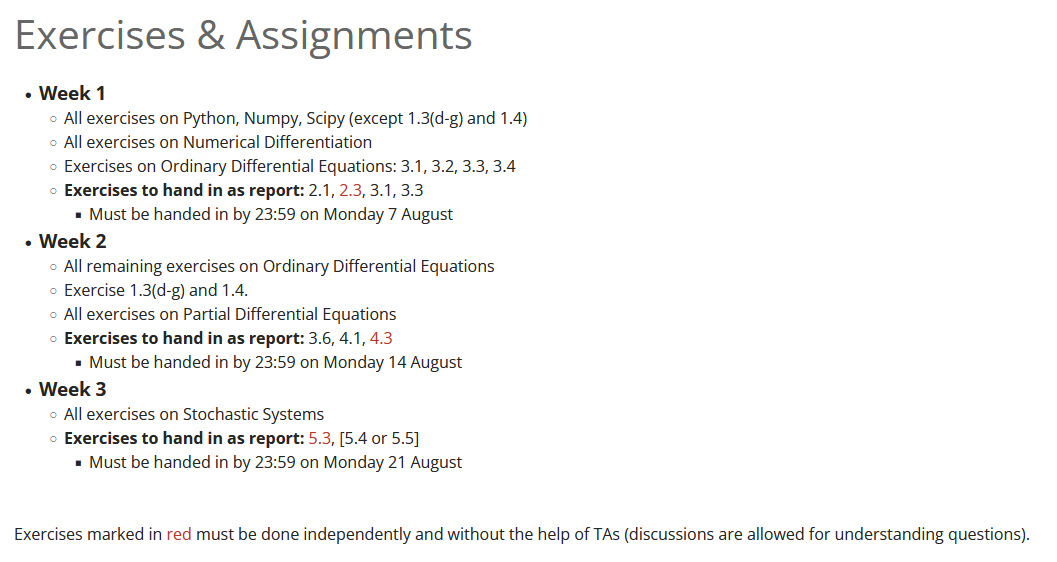 Exercises & Assignments
• Week 1
○ All exercises on Python, Numpy, Scipy (except 1.3(d-g) and 1.4)
○ All exercises on Numerical Differentiation
○ Exercises on Ordinary Differential Equations: 3.1, 3.2, 3.3, 3.4
○ Exercises to hand in as report: 2.1, 2.3, 3.1, 3.3
▪ Must be handed in by 23:59 on Monday 7 August
• Week 2
○ All remaining exercises on Ordinary Differential Equations
○ Exercise 1.3(d-g) and 1.4.
○ All exercises on Partial Differential Equations
○ Exercises to hand in as report: 3.6, 4.1, 4.3
▪ Must be handed in by 23:59 on Monday 14 August
• Week 3
○ All exercises on Stochastic Systems
○ Exercises to hand in as report: 5.3, [5.4 or 5.5]
▪ Must be handed in by 23:59 on Monday 21 August
Exercises marked in red must be done independently and without the help of TAs (discussions are allowed for understanding questions).